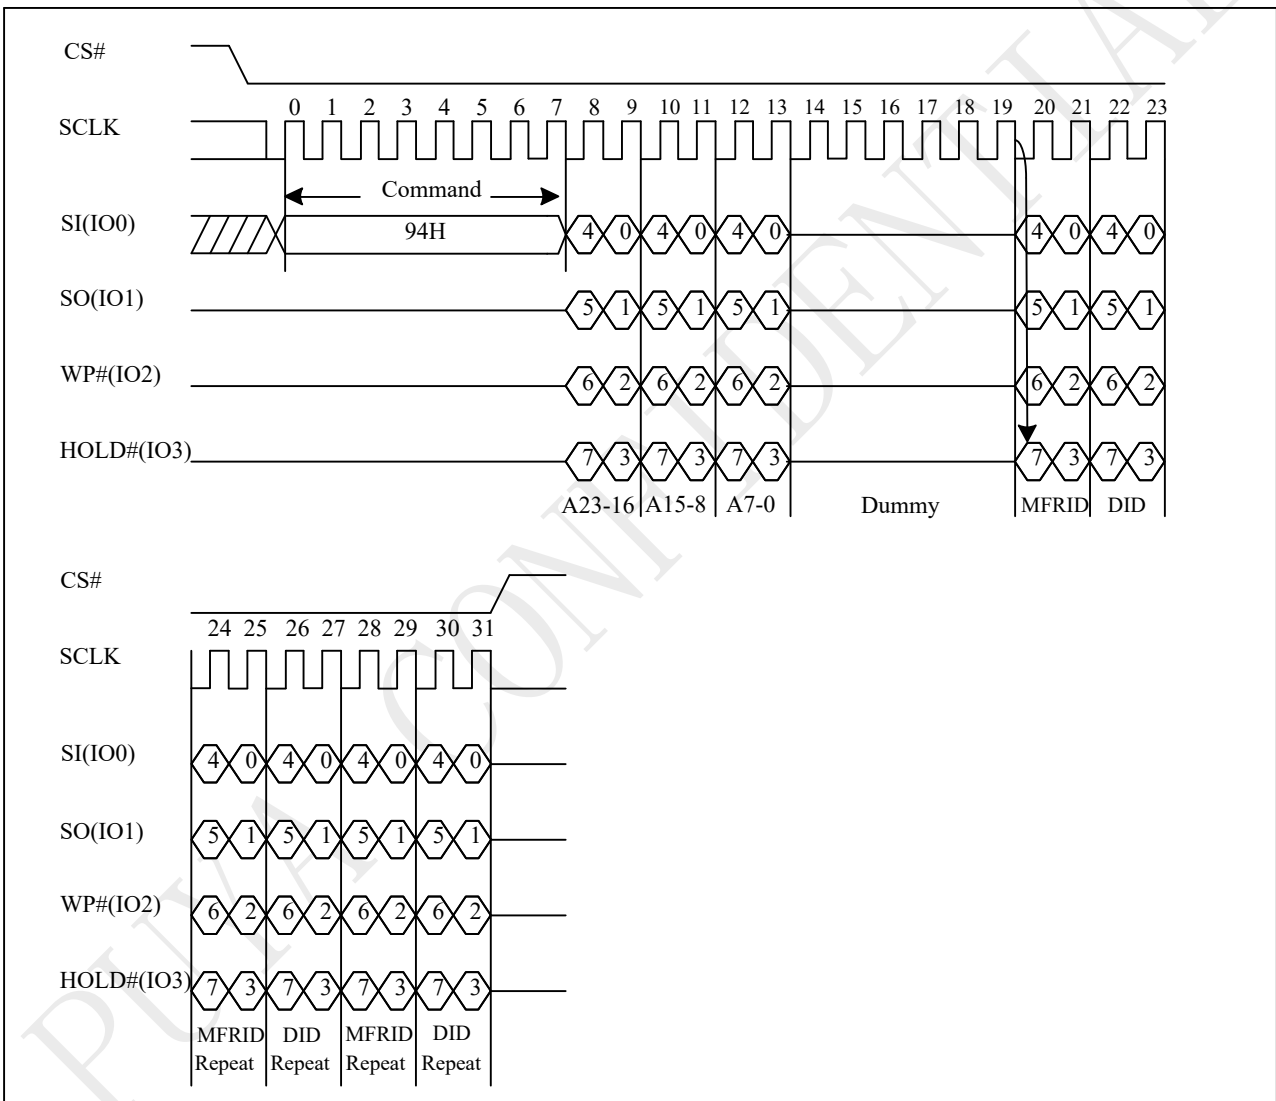 CS#
0 1 2 3 4 5 6 7 8 9 10 11 12 13 14 15 16 17 18 19 20 21 22 23
SCLK
Command
SI(IO0) 94H 4 0 4 0 4 0 4 0 4 0
SO(IO1) 5 1 5 1 5 1 5 1 5 1
WP#(IO2) 6 2 6 2 6 2 6 2 6 2
HOLD#(IO3) 7 3 7 3 7 3 7 3 7 3
A23-16 A15-8 A7-0 Dummy MFRID DID
CS#
24 25 26 27 28 29 30 31
SCLK
SI(IO0) 4 0 4 0 4 0 4 0
SO(IO1) 5 1 5 1 5 1 5 1
WP#(IO2) 6 2 6 2 6 2 6 2
HOLD#(IO3) 7 3 7 3 7 3 7 3
MFRID DID MFRID DID
Repeat Repeat Repeat Repeat
PUYA CONFIDENTIAL